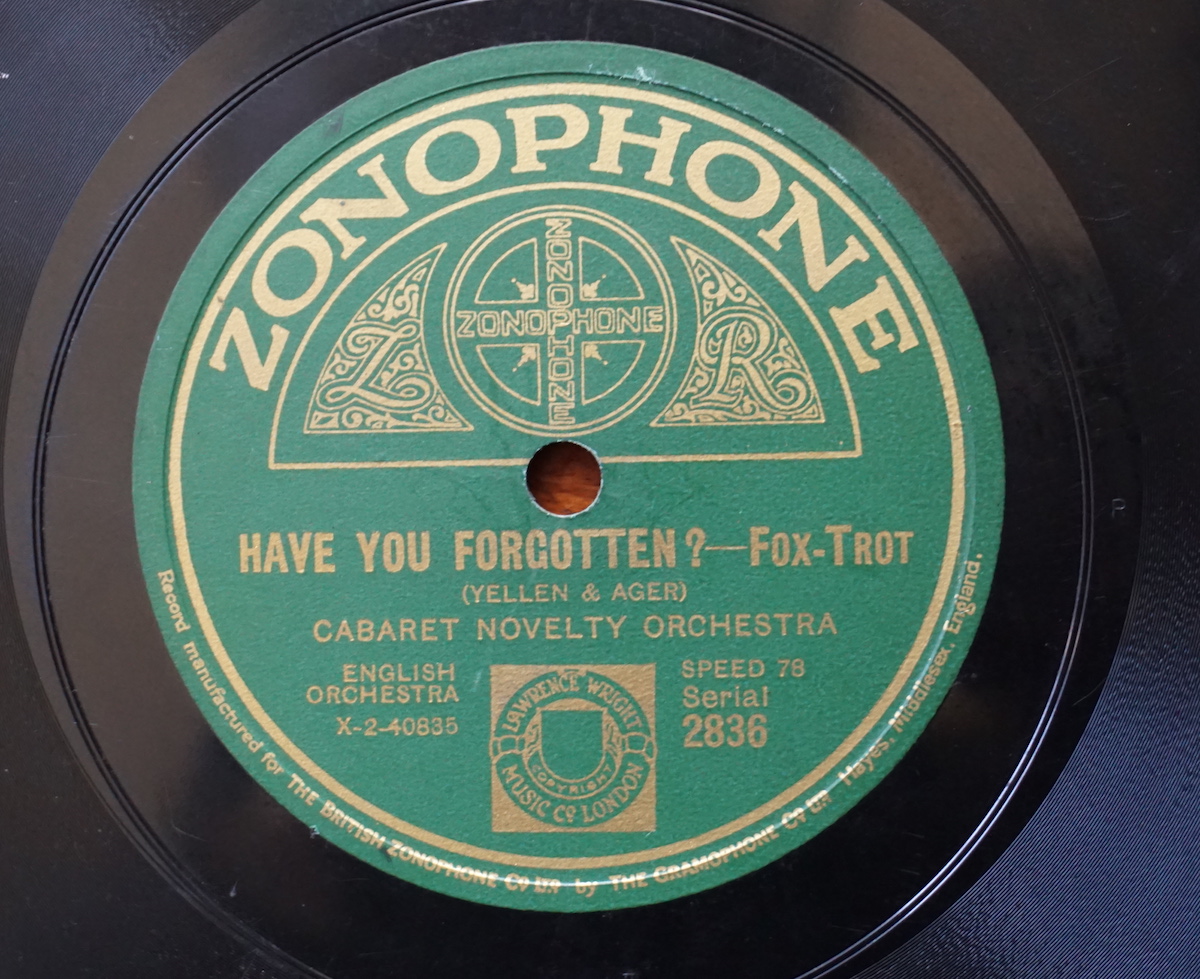 ZONOPHONE
ZONOPHONE
ZONOPHONE
Z
R
HAVE YOU FORGOTTEN?—FOX-TROT
(YELLEN & AGER)
CABARET NOVELTY ORCHESTRA
ENGLISH
ORCHESTRA
X-2-40835
LAWRENCE WRIGHT
COPYRIGHT
MUSIC Co LONDON
SPEED 78
Serial
2836
Record manufactured for THE BRITISH ZONOPHONE Co LTD by THE GRAMOPHONE Co LTD Hayes, Middlesex, England.
P